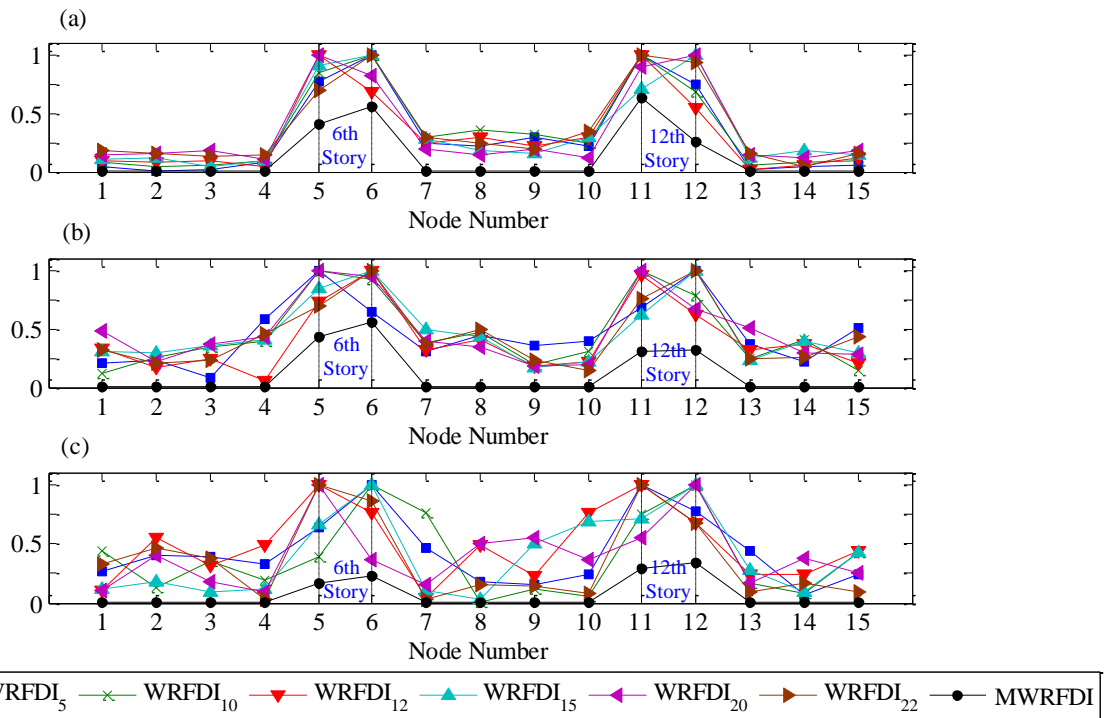 (a)
1
0.5
0
6th
Story
12th
Story
1 2 3 4 5 6 7 8 9 10 11 12 13 14 15
Node Number
(b)
1
0.5
0
6th
Story
12th
Story
1 2 3 4 5 6 7 8 9 10 11 12 13 14 15
Node Number
(c)
1
0.5
0
6th
Story
12th
Story
1 2 3 4 5 6 7 8 9 10 11 12 13 14 15
Node Number
WRFDI5 WRFDI10 WRFDI12 WRFDI15 WRFDI20 WRFDI22 MWRFDI